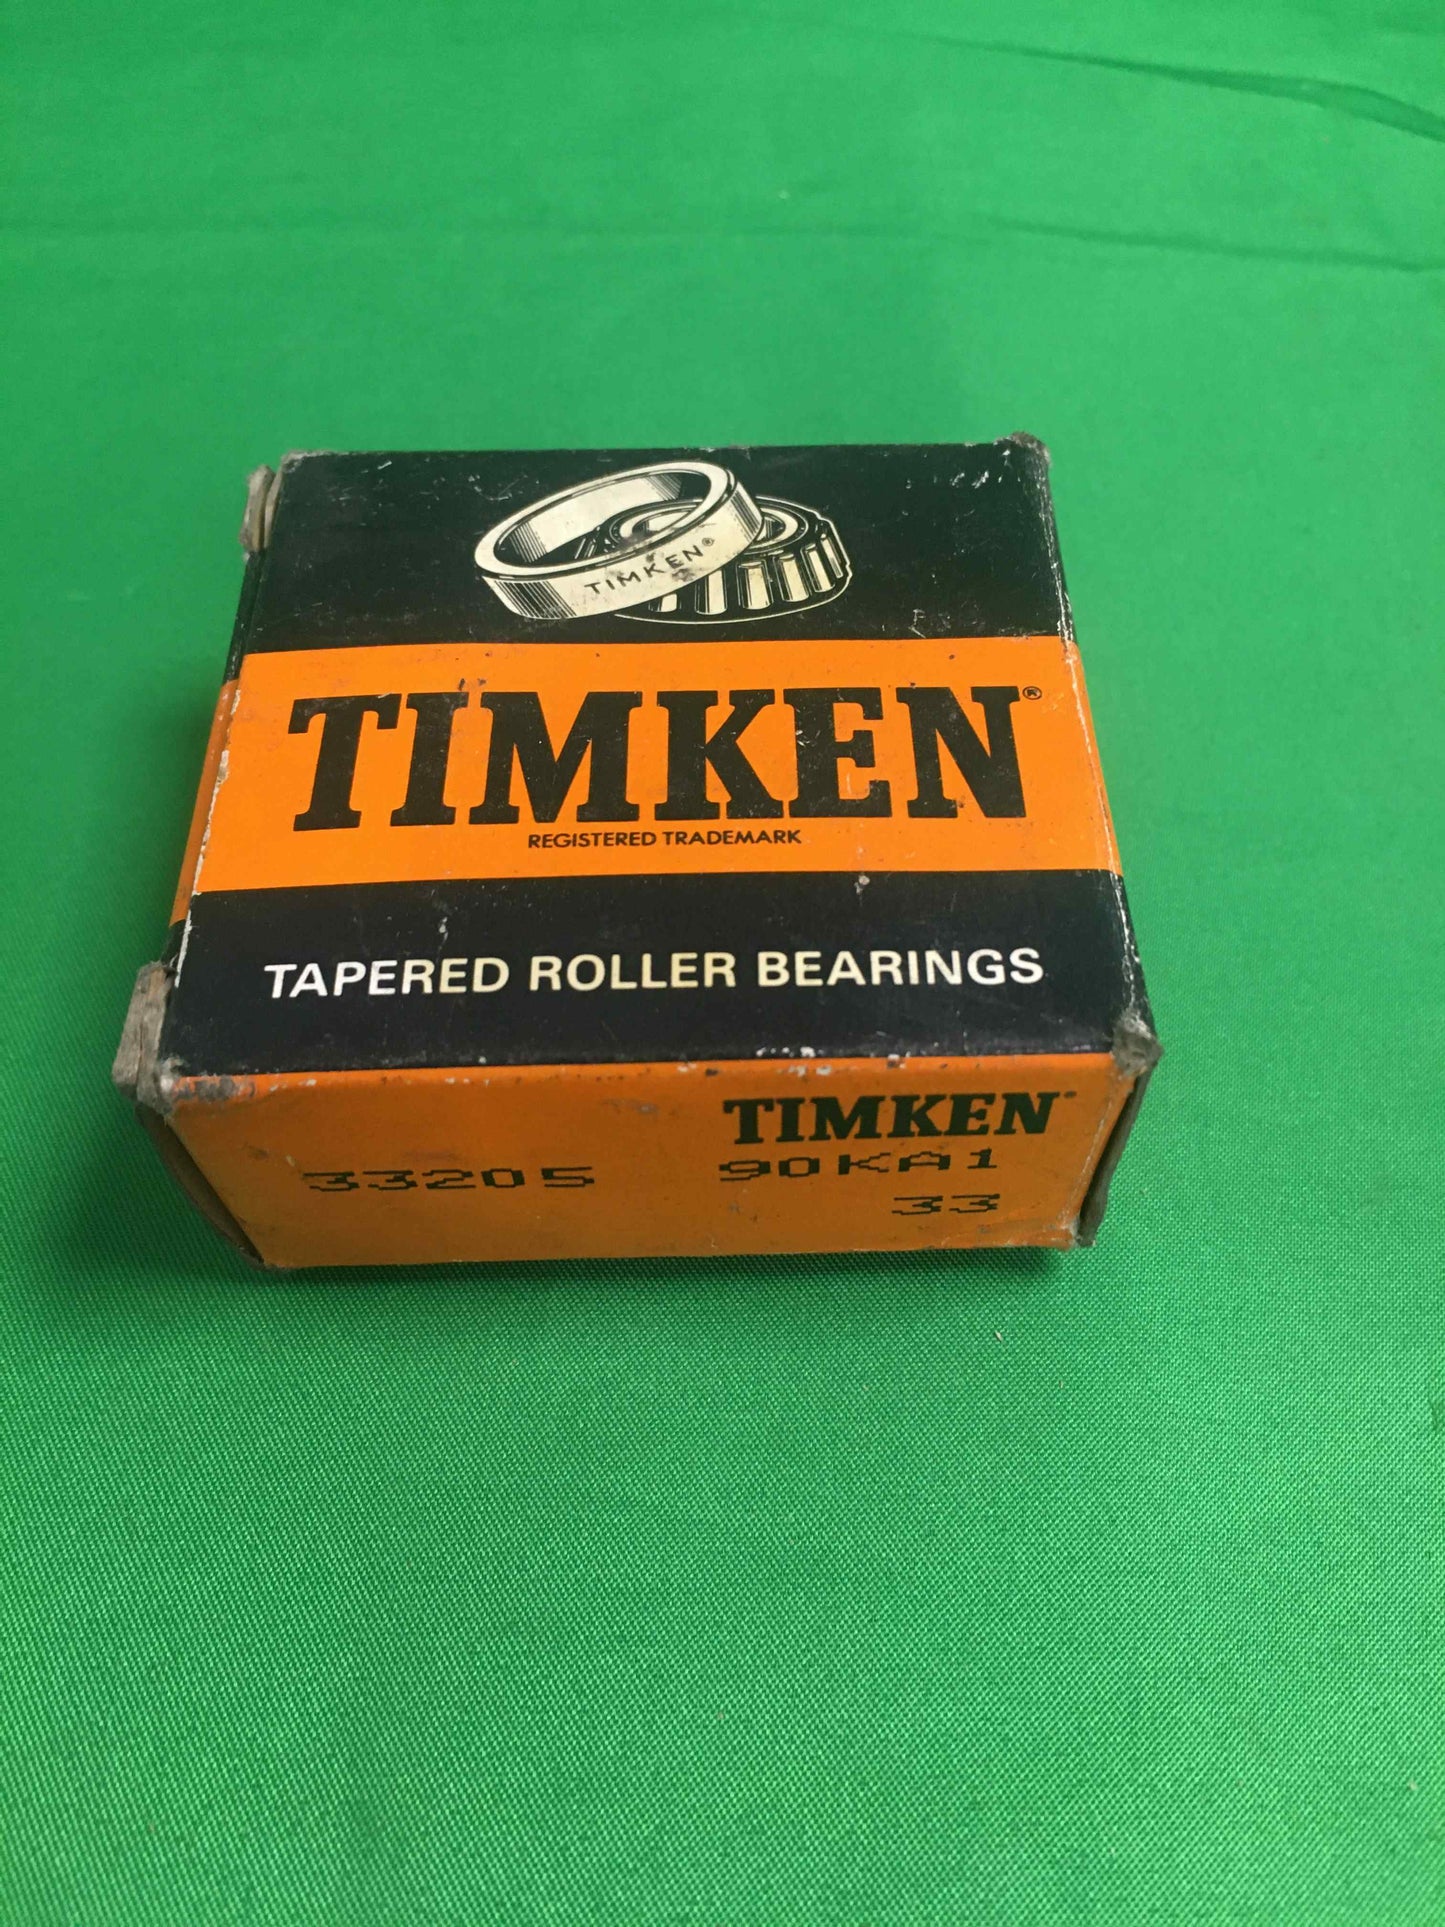 TIMKEN®
TIMKEN®
REGISTERED TRADEMARK
TAPERED ROLLER BEARINGS
TIMKEN®
33205 90KA1
33